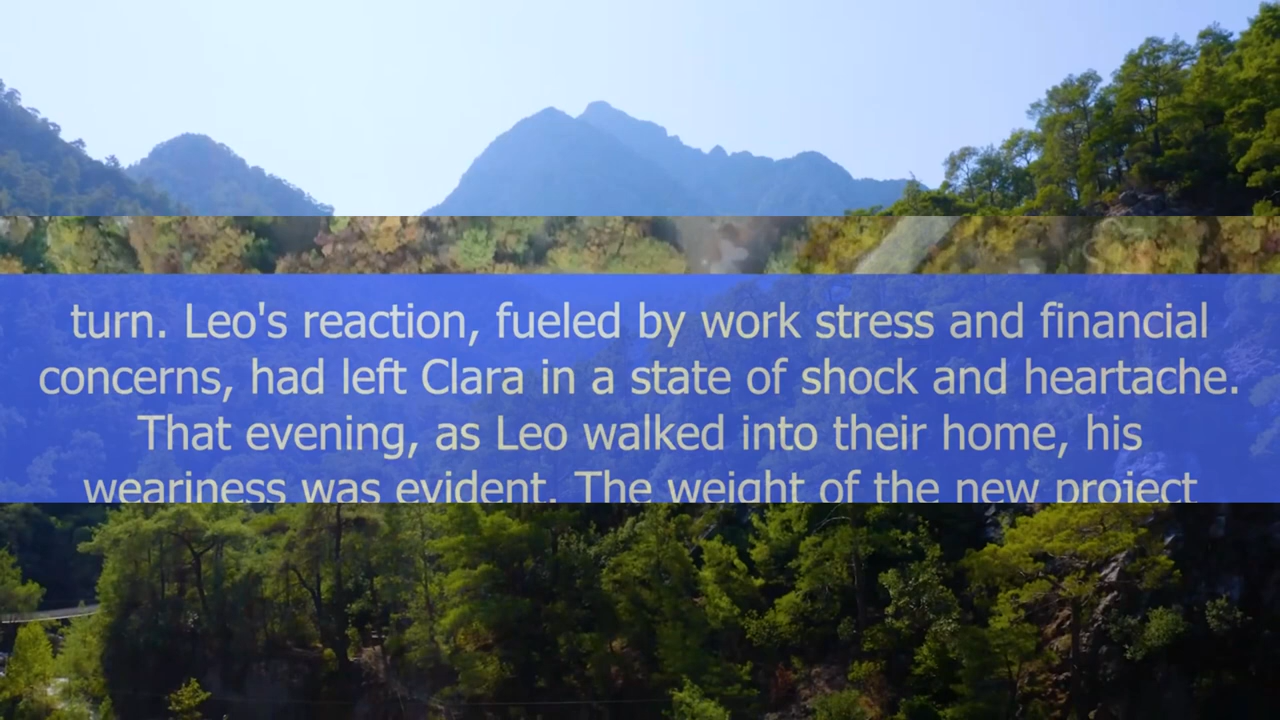 turn. Leo's reaction, fueled by work stress and financial
concerns, had left Clara in a state of shock and heartache.
That evening, as Leo walked into their home, his
weariness was evident. The weight of the new project